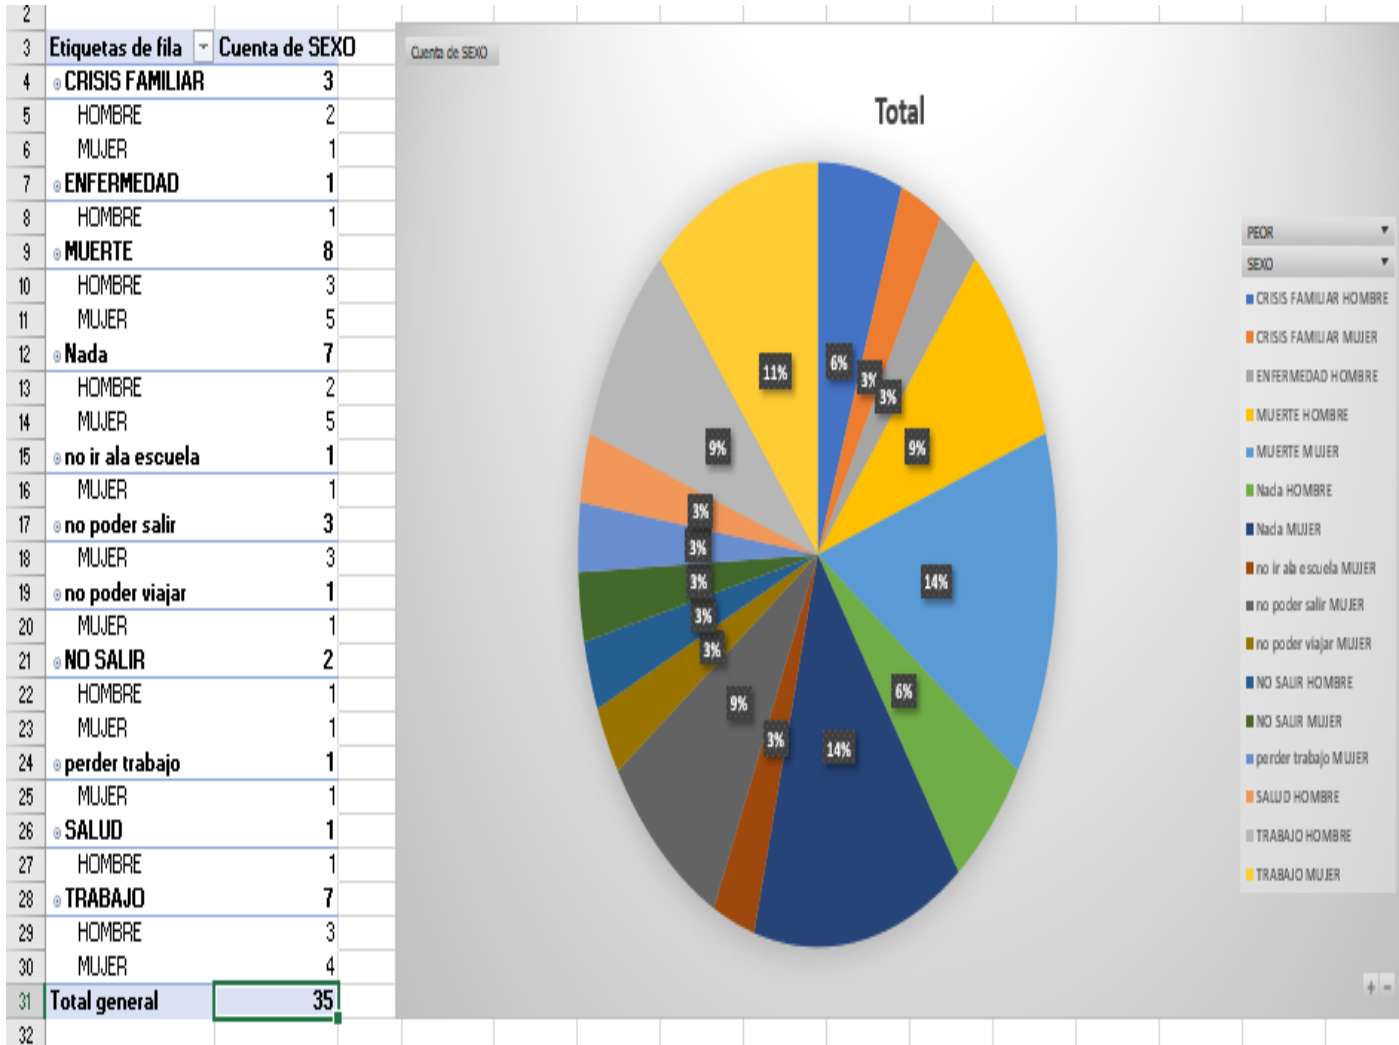 2
3 Etiquetas de fila Cuenta de SEXO
4 CRISIS FAMILIAR 3
5 HOMBRE 2
6 MUJER 1
7 ENFERMEDAD 1
8 HOMBRE 1
9 MUERTE 8
10 HOMBRE 3
11 MUJER 5
12 Nada 7
13 HOMBRE 2
14 MUJER 5
15 no ir ala escuela 1
16 MUJER 1
17 no poder salir 3
18 MUJER 3
19 no poder viajar 1
20 MUJER 1
21 NO SALIR 2
22 HOMBRE 1
23 MUJER 1
24 perder trabajo 1
25 MUJER 1
26 SALUD 1
27 HOMBRE 1
28 TRABAJO 7
29 HOMBRE 3
30 MUJER 4
31 Total general 35
32
Cuenta de SEXO
Total
6%
3%
3%
9%
14%
6%
14%
3%
9%
3%
3%
3%
3%
3%
9%
11%
PEOR
SEXO
CRISIS FAMILIAR HOMBRE
CRISIS FAMILIAR MUJER
ENFERMEDAD HOMBRE
MUERTE HOMBRE
MUERTE MUJER
Nada HOMBRE
Nada MUJER
no ir ala escuela MUJER
no poder salir MUJER
no poder viajar MUJER
NO SALIR HOMBRE
NO SALIR MUJER
perder trabajo MUJER
SALUD HOMBRE
TRABAJO HOMBRE
TRABAJO MUJER
+ −